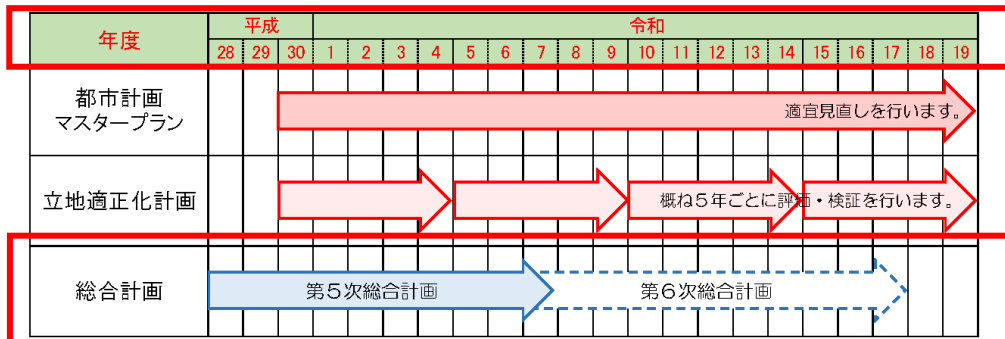 年度
平成
令和
28 29 30 1 2 3 4 5 6 7 8 9 10 11 12 13 14 15 16 17 18 19
都市計画
マスタープラン
適宜見直しを行います。
立地適正化計画
概ね５年ごとに評価・検証を行います。
総合計画
第５次総合計画
第６次総合計画